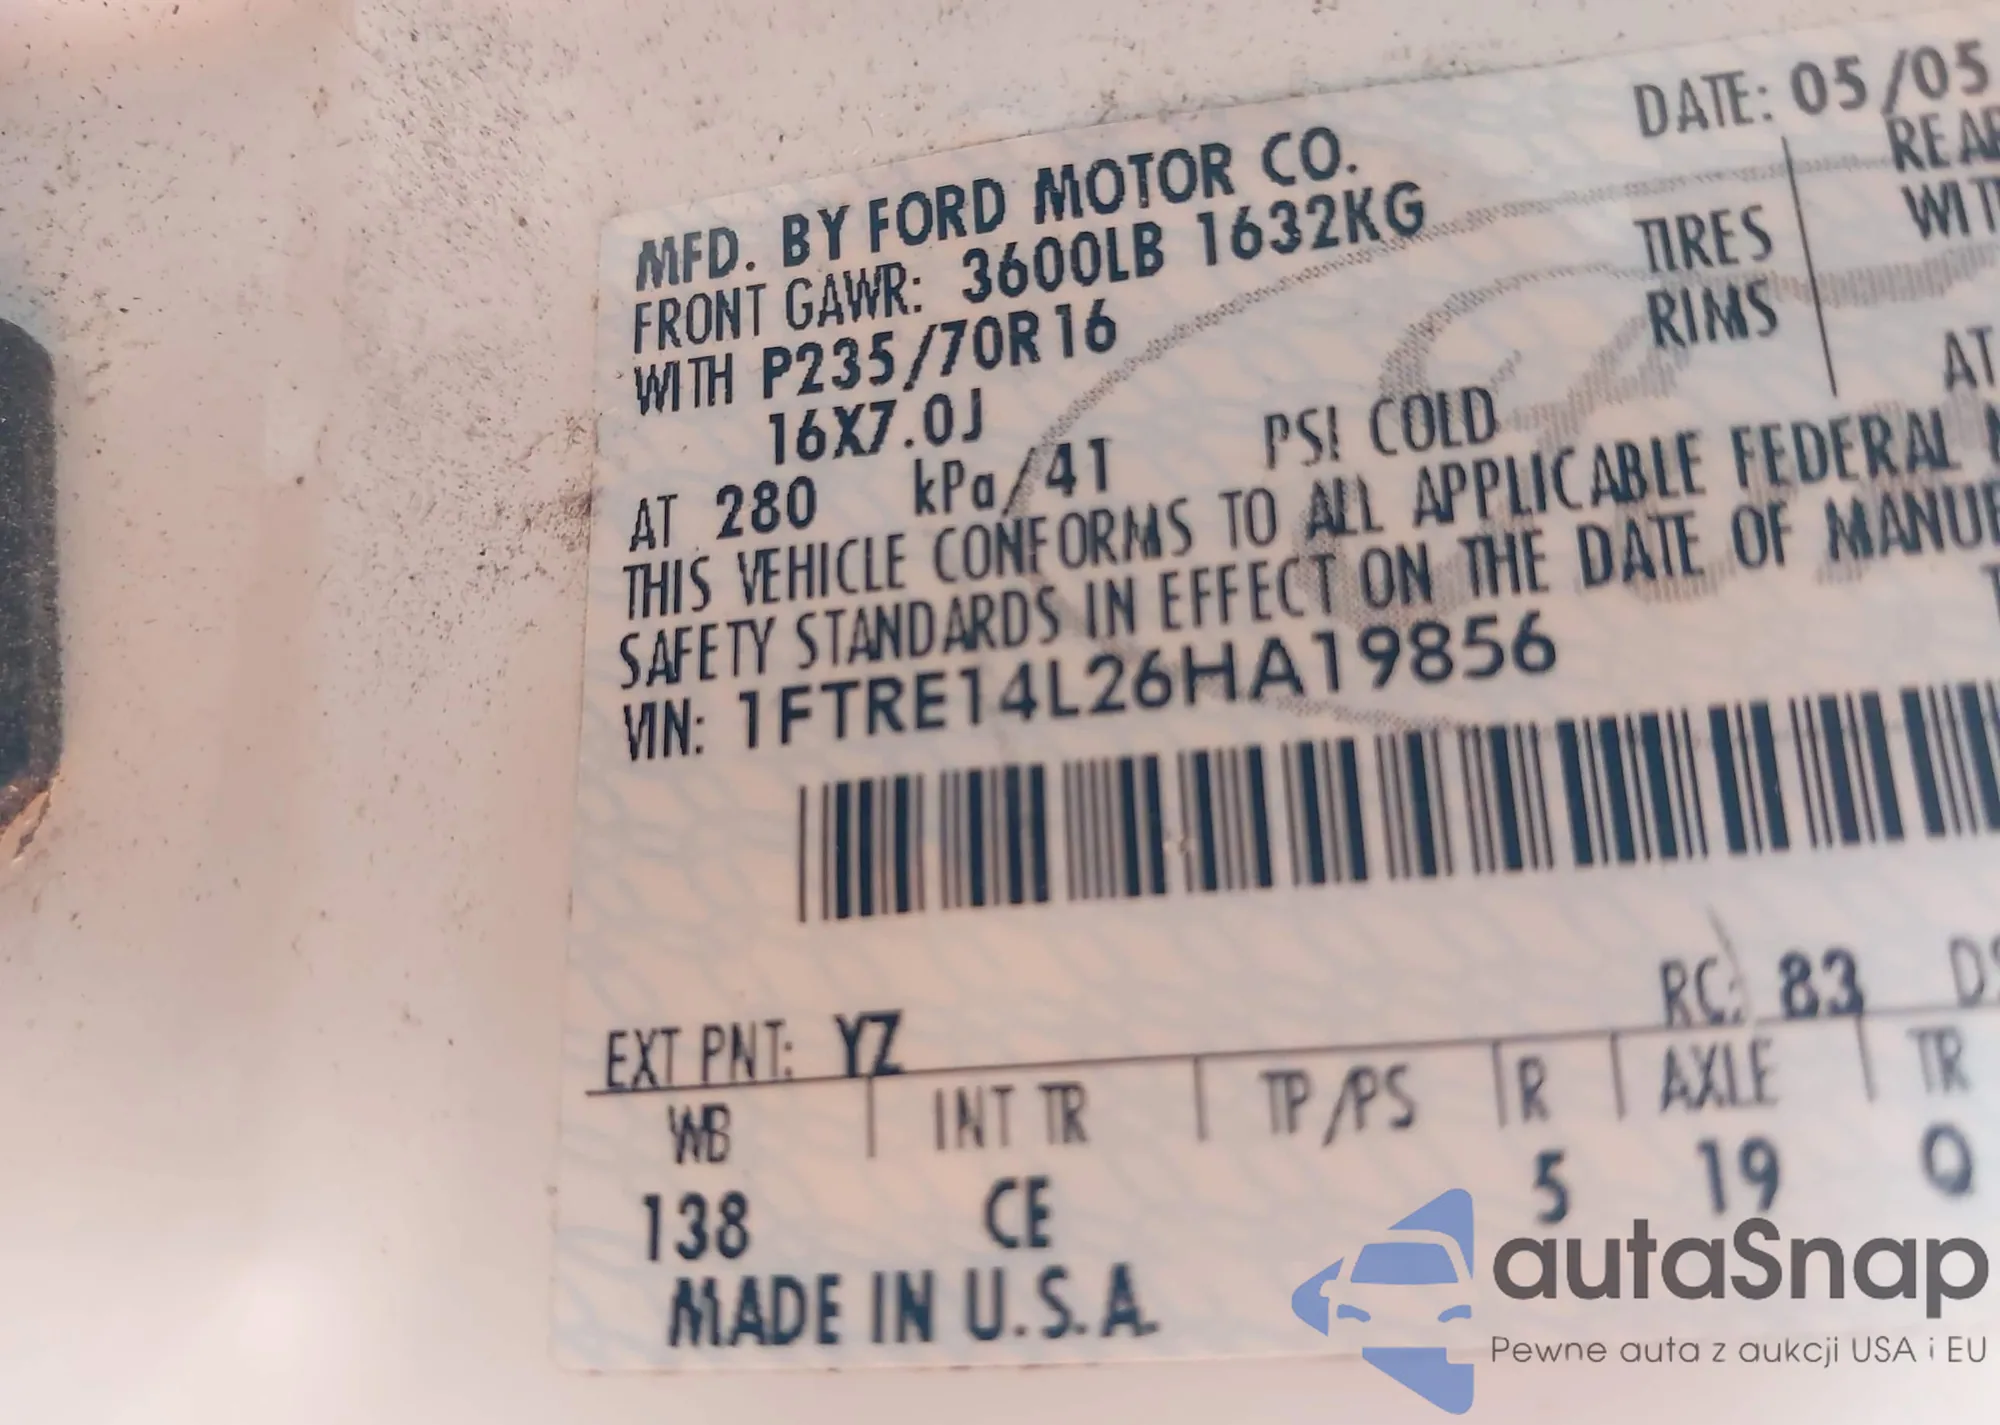 DATE: 05/05
MFD. BY FORD MOTOR CO.
FRONT GAWR: 3600LB 1632KG
WITH P235/70R16
TIRES
WIT
16X7.0J
RIMS
AT 280 kPa/41 PSI COLD
AT
THIS VEHICLE CONFORMS TO ALL APPLICABLE FEDERAL
SAFETY STANDARDS IN EFFECT ON THE DATE OF MANUF
VIN: 1FTRE14L26HA19856
EXT PNT: YZ
RC: 83
WB INT TR TP/PS R AXLE TR
138 CE 5 19 Q
MADE IN U.S.A.
autaSnap
Pewne auta z aukcji USA i EU